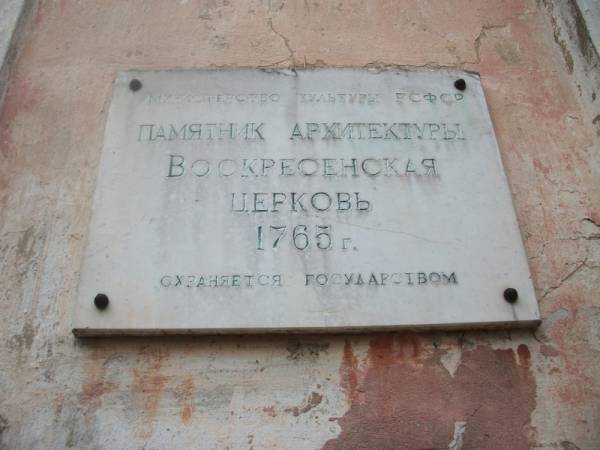 МИНИСТЕРСТВО КУЛЬТУРЫ РСФСР
ПАМЯТНИК АРХИТЕКТУРЫ
ВОСКРЕСЕНСКАЯ
ЦЕРКОВЬ
1765 г.
ОХРАНЯЕТСЯ ГОСУДАРСТВОМ